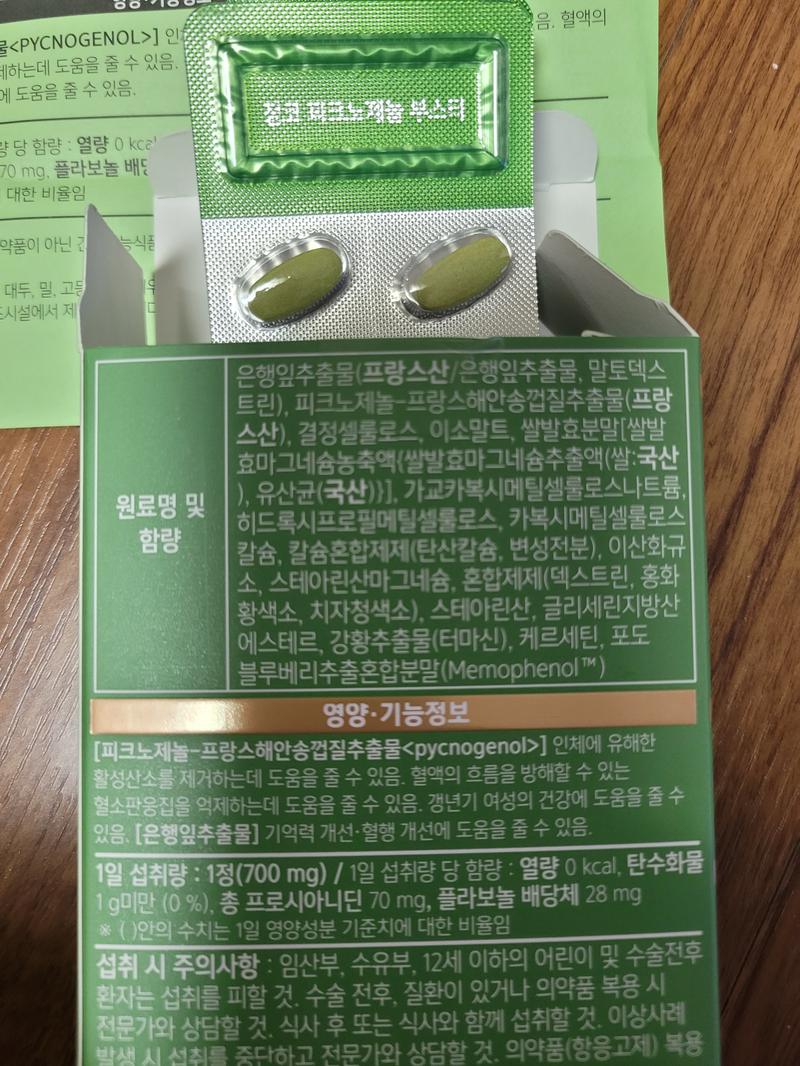 영양·기능정보
물<PYCNOGENOL>] 인
음. 혈액의
제하는데 도움을 줄 수 있음.
에 도움을 줄 수 있음.
량 당 함량 : 열량 0 kcal
70 mg, 플라보놀 배당
대한 비율임
의약품이 아닌 건 능식품
대두, 밀, 고등 우
조시설에서 제
징코 피크노제놀 부스터
원료명 및
함량
은행잎추출물(프랑스산/은행잎추출물, 말토덱스
트린), 피크노제놀-프랑스해안송껍질추출물(프랑
스산), 결정셀룰로스, 이소말트, 쌀발효분말[쌀발
효마그네슘농축액{쌀발효마그네슘추출액(쌀:국산
), 유산균(국산)}], 가교카복시메틸셀룰로스나트륨,
히드록시프로필메틸셀룰로스, 카복시메틸셀룰로스
칼슘, 칼슘혼합제제(탄산칼슘, 변성전분), 이산화규
소, 스테아린산마그네슘, 혼합제제(덱스트린, 홍화
황색소, 치자청색소), 스테아린산, 글리세린지방산
에스테르, 강황추출물(터마신), 케르세틴, 포도
블루베리추출혼합분말(Memophenol™)
영양·기능정보
[피크노제놀-프랑스해안송껍질추출물<pycnogenol>] 인체에 유해한
활성산소를 제거하는데 도움을 줄 수 있음. 혈액의 흐름을 방해할 수 있는
혈소판응집을 억제하는데 도움을 줄 수 있음. 갱년기 여성의 건강에 도움을 줄 수
있음. [은행잎추출물] 기억력 개선·혈행 개선에 도움을 줄 수 있음.
1일 섭취량 : 1정(700 mg) / 1일 섭취량 당 함량 : 열량 0 kcal, 탄수화물
1 g미만 (0 %), 총 프로시아니딘 70 mg, 플라보놀 배당체 28 mg
※ ( )안의 수치는 1일 영양성분 기준치에 대한 비율임
섭취 시 주의사항 : 임산부, 수유부, 12세 이하의 어린이 및 수술전후
환자는 섭취를 피할 것. 수술 전후, 질환이 있거나 의약품 복용 시
전문가와 상담할 것. 식사 후 또는 식사와 함께 섭취할 것. 이상사례
발생 시 섭취를 중단하고 전문가와 상담할 것. 의약품(항응고제) 복용